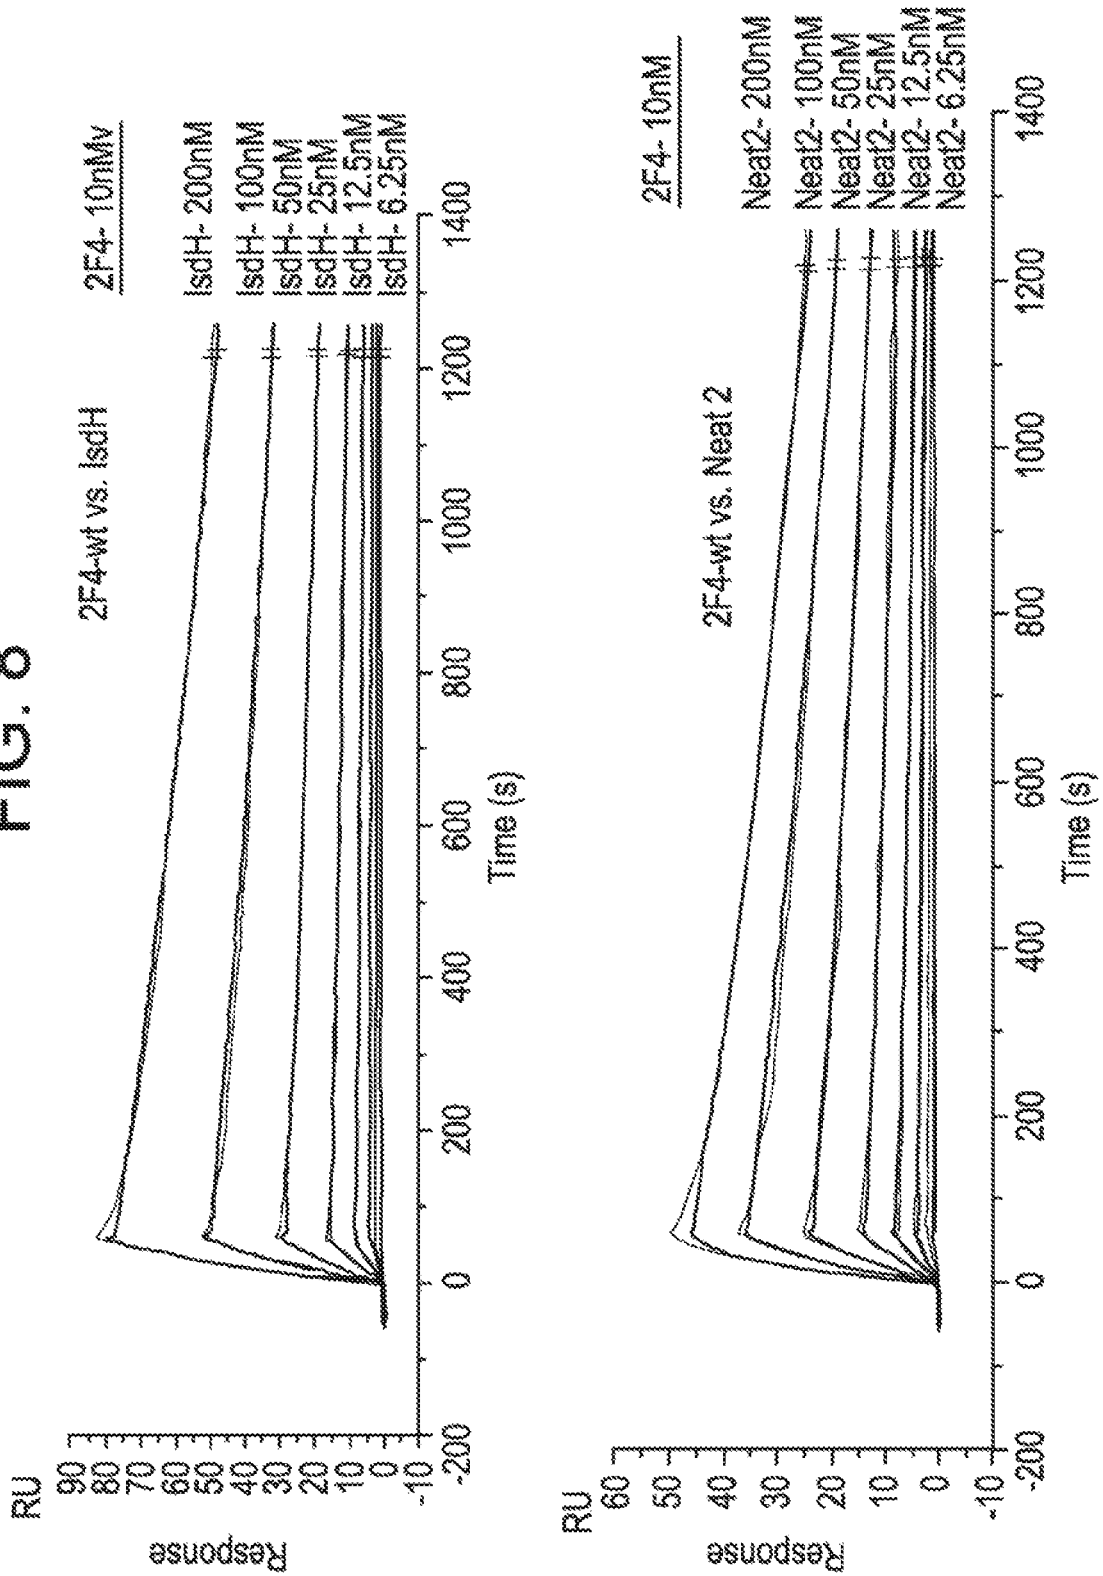 FIG. 8
2F4-wt vs. IsdH
2F4- 10nMv
IsdH- 200nM
IsdH- 100nM
IsdH- 50nM
IsdH- 25nM
IsdH- 12.5nM
IsdH- 6.25nM
RU
90
80
70
60
50
40
30
20
10
0
-10
Response
-200
0
200
400
600
800
1000
1200
1400
Time (s)
2F4-wt vs. Neat 2
2F4- 10nM
Neat2- 200nM
Neat2- 100nM
Neat2- 50nM
Neat2- 25nM
Neat2- 12.5nM
Neat2- 6.25nM
RU
60
50
40
30
20
10
0
-10
Response
-200
0
200
400
600
800
1000
1200
1400
Time (s)